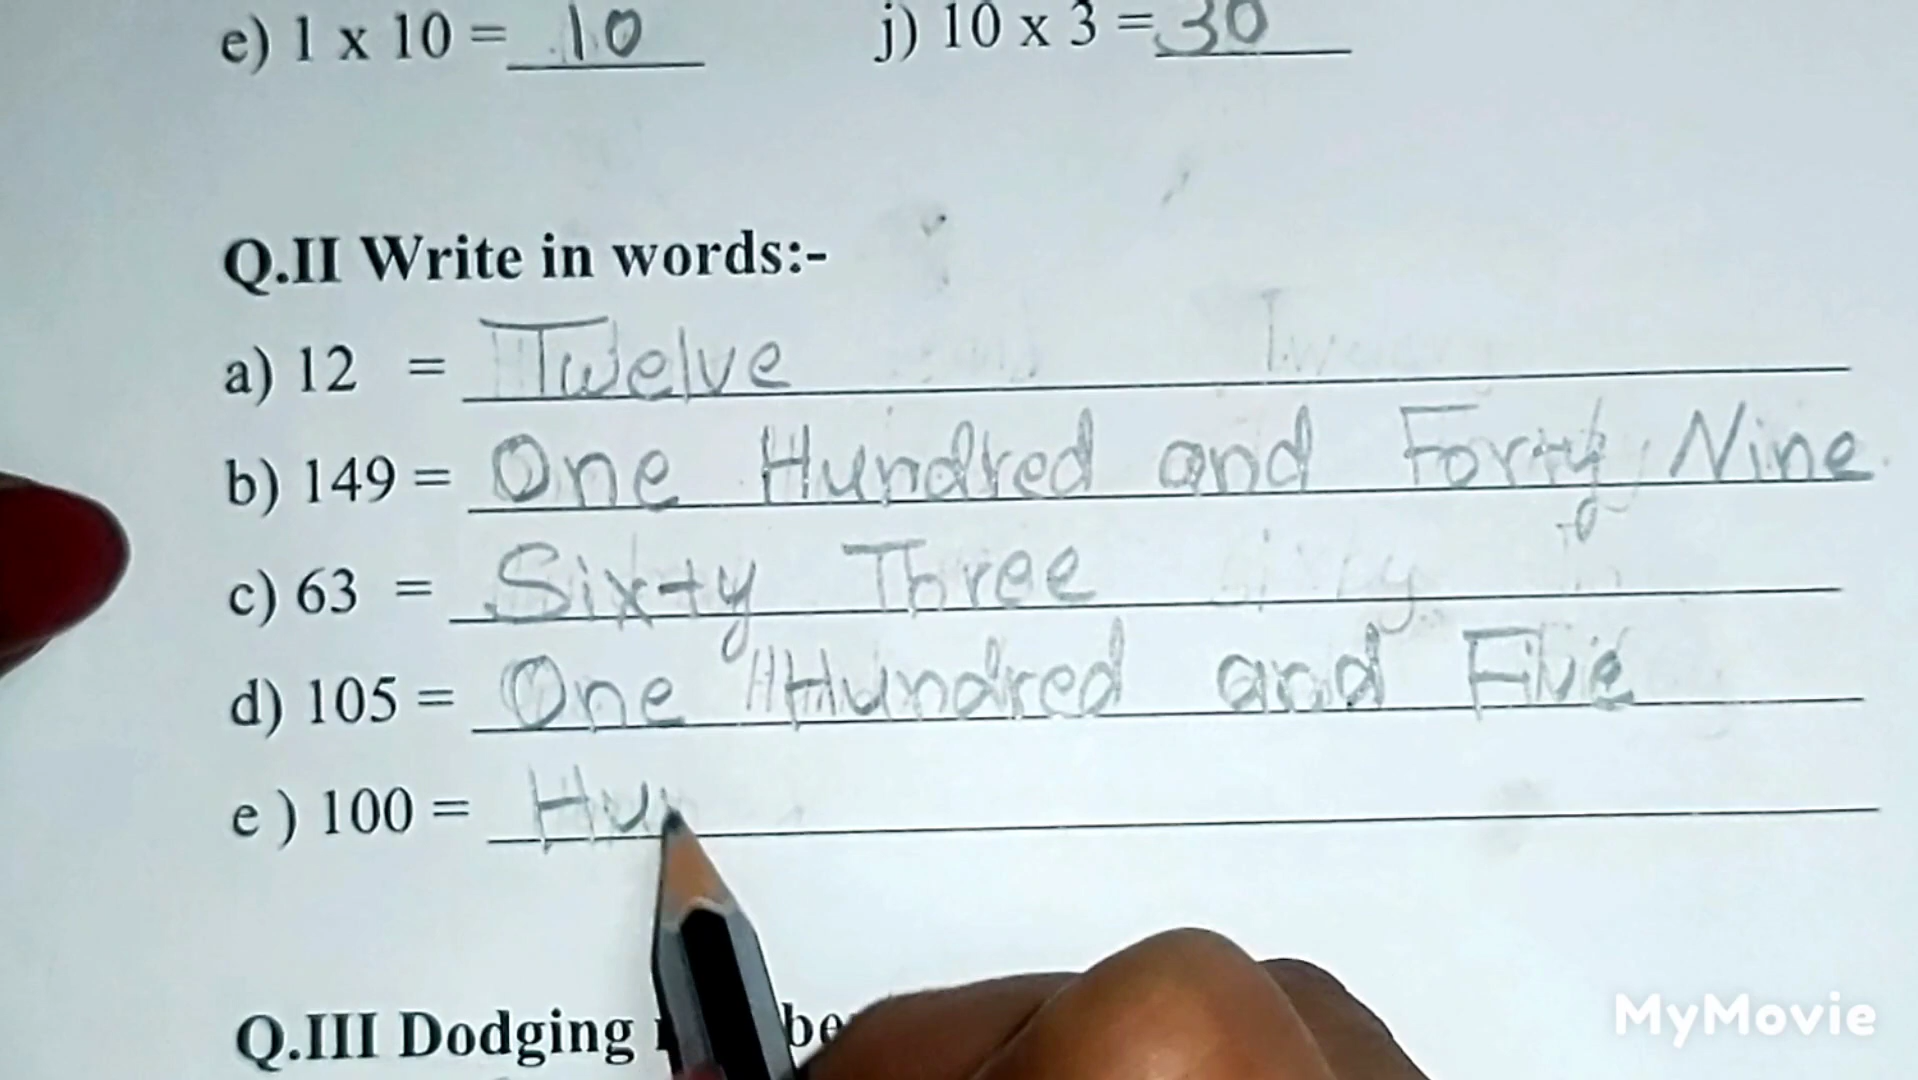 e) 1 x 10 = 10 j) 10 x 3 = 30
Q.II Write in words:-
a) 12 = Twelve
b) 149 = One Hundred and Forty Nine
c) 63 = Sixty Three
d) 105 = One Hundred and Five
e ) 100 = Hu
Q.III Dodging
MyMovie